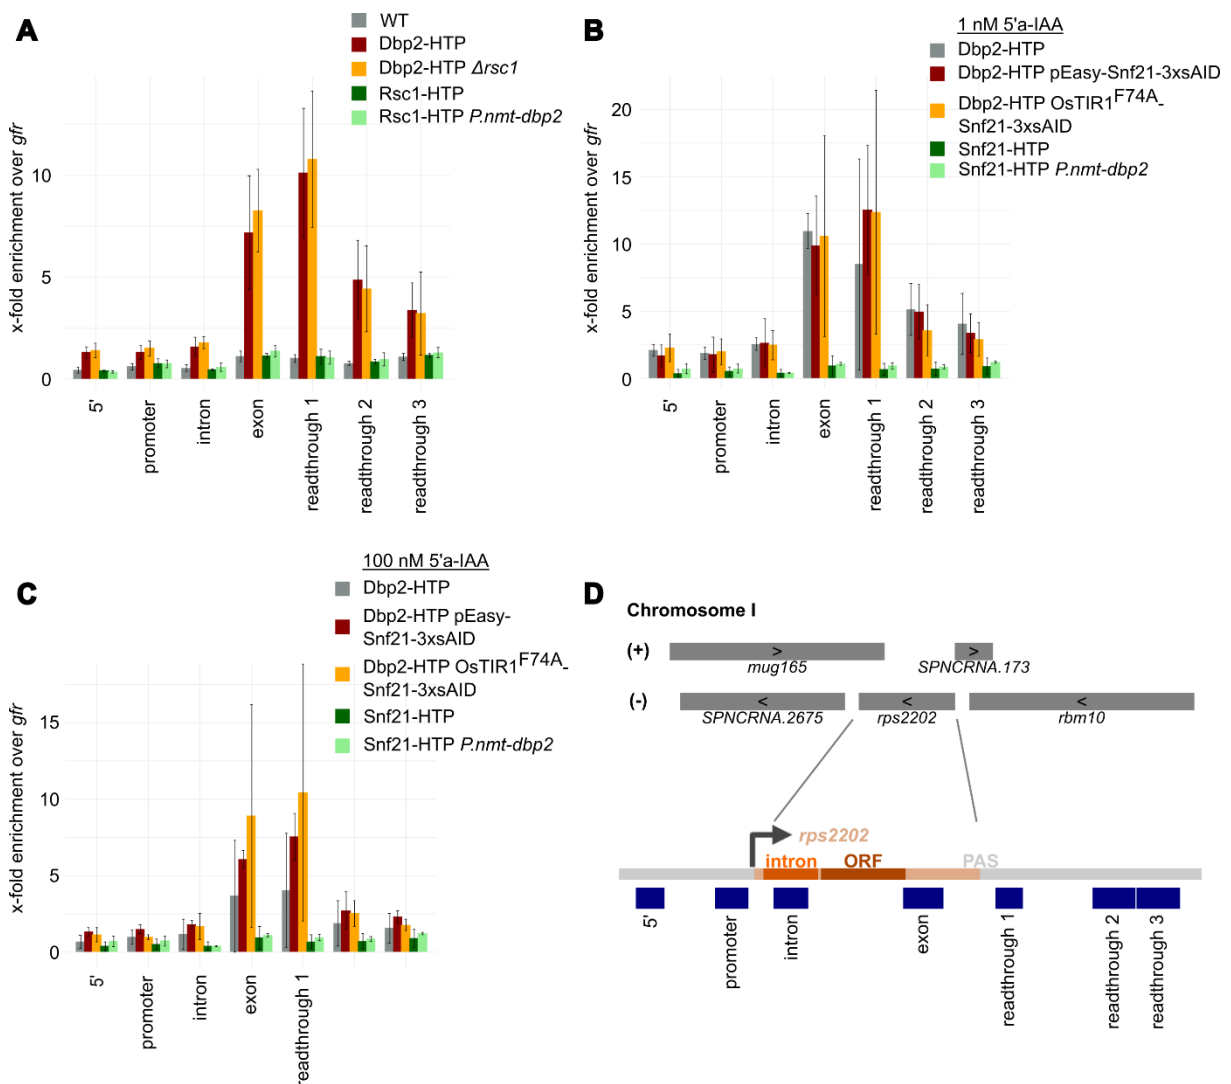 A
WT
Dbp2-HTP
Dbp2-HTP Δrsc1
Rsc1-HTP
Rsc1-HTP P.nmt-dbp2
x-fold enrichment over gfr
10
5
0
5'
promoter
intron
exon
readthrough 1
readthrough 2
readthrough 3
B
1 nM 5'a-IAA
Dbp2-HTP
Dbp2-HTP pEasy-Snf21-3xsAID
Dbp2-HTP OsTIR1F74A-
Snf21-3xsAID
Snf21-HTP
Snf21-HTP P.nmt-dbp2
x-fold enrichment over gfr
20
15
10
5
0
5'
promoter
intron
exon
readthrough 1
readthrough 2
readthrough 3
C
100 nM 5'a-IAA
Dbp2-HTP
Dbp2-HTP pEasy-
Snf21-3xsAID
Dbp2-HTP OsTIR1F74A-
Snf21-3xsAID
Snf21-HTP
Snf21-HTP P.nmt-dbp2
x-fold enrichment over gfr
15
10
5
0
5'
promoter
intron
exon
readthrough 1
D
Chromosome I
(+)
>
>
mug165
SPNCRNA.173
(-)
<
<
<
SPNCRNA.2675
rps2202
rbm10
rps2202
intron
ORF
PAS
5'
promoter
intron
exon
readthrough 1
readthrough 2
readthrough 3